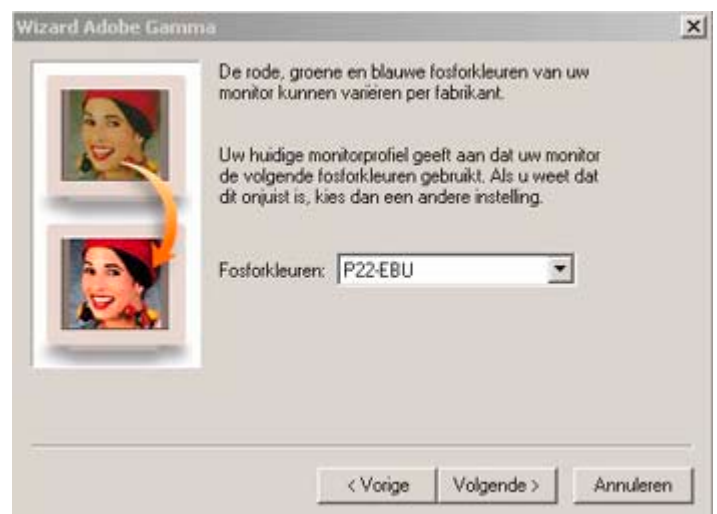 Wizard Adobe Gamma
De rode, groene en blauwe fosforkleuren van uw
monitor kunnen variëren per fabrikant.
Uw huidige monitorprofiel geeft aan dat uw monitor
de volgende fosforkleuren gebruikt. Als u weet dat
dit onjuist is, kies dan een andere instelling.
Fosforkleuren: P22-EBU
< Vorige Volgende > Annuleren